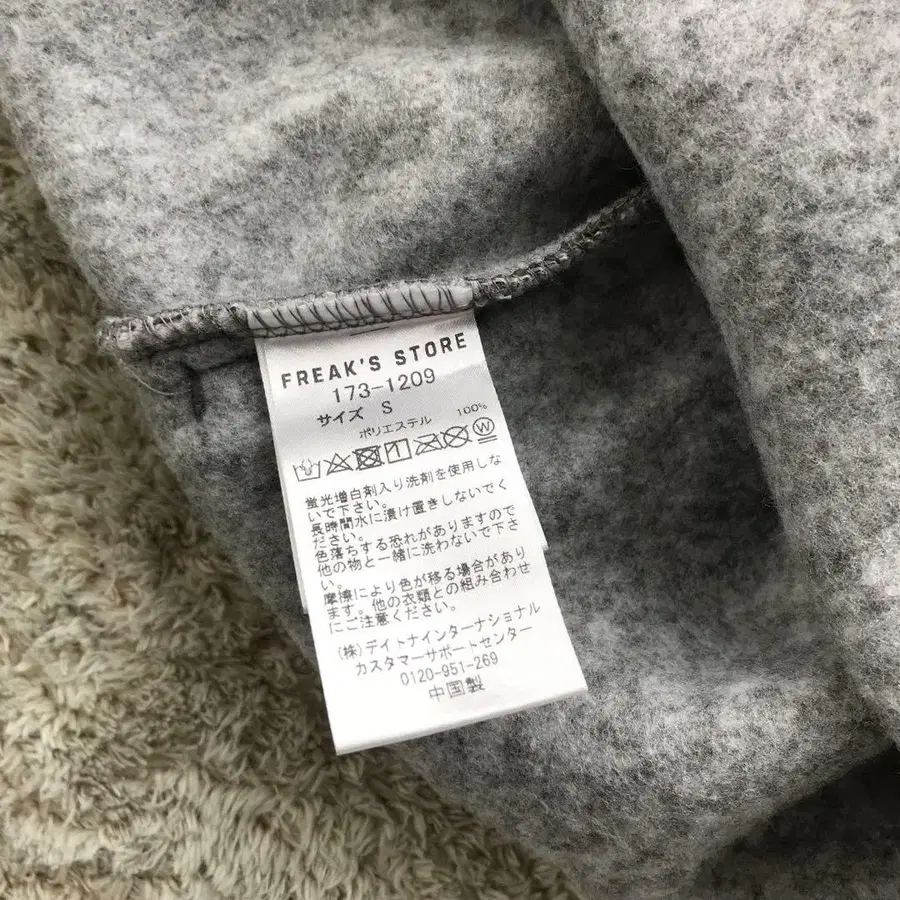 FREAK'S STORE
173-1209
サイズ S
ポリエステル 100%
蛍光増白剤入り洗剤を使用しな
いで下さい。
長時間水に漬け置きしないでく
ださい。
色落ちする恐れがありますので
他の物と一緒に洗わないで下さ
い。
摩擦により色が移る場合があり
ます。他の衣類との組み合わせ
にご注意ください。
(株)デイトナインターナショナル
カスタマーサポートセンター
0120-951-269
中国製